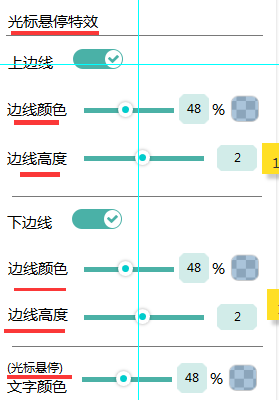 光标悬停特效
上边线
边线颜色 48 %
边线高度 2
1
下边线
边线颜色 48 %
边线高度 2
(光标悬停)
文字颜色 48 %